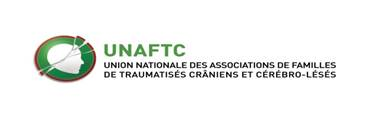 UNAFTC
UNION NATIONALE DES ASSOCIATIONS DE FAMILLES
DE TRAUMATISÉS CRÂNIENS ET CÉRÉBRO-LÉSÉS